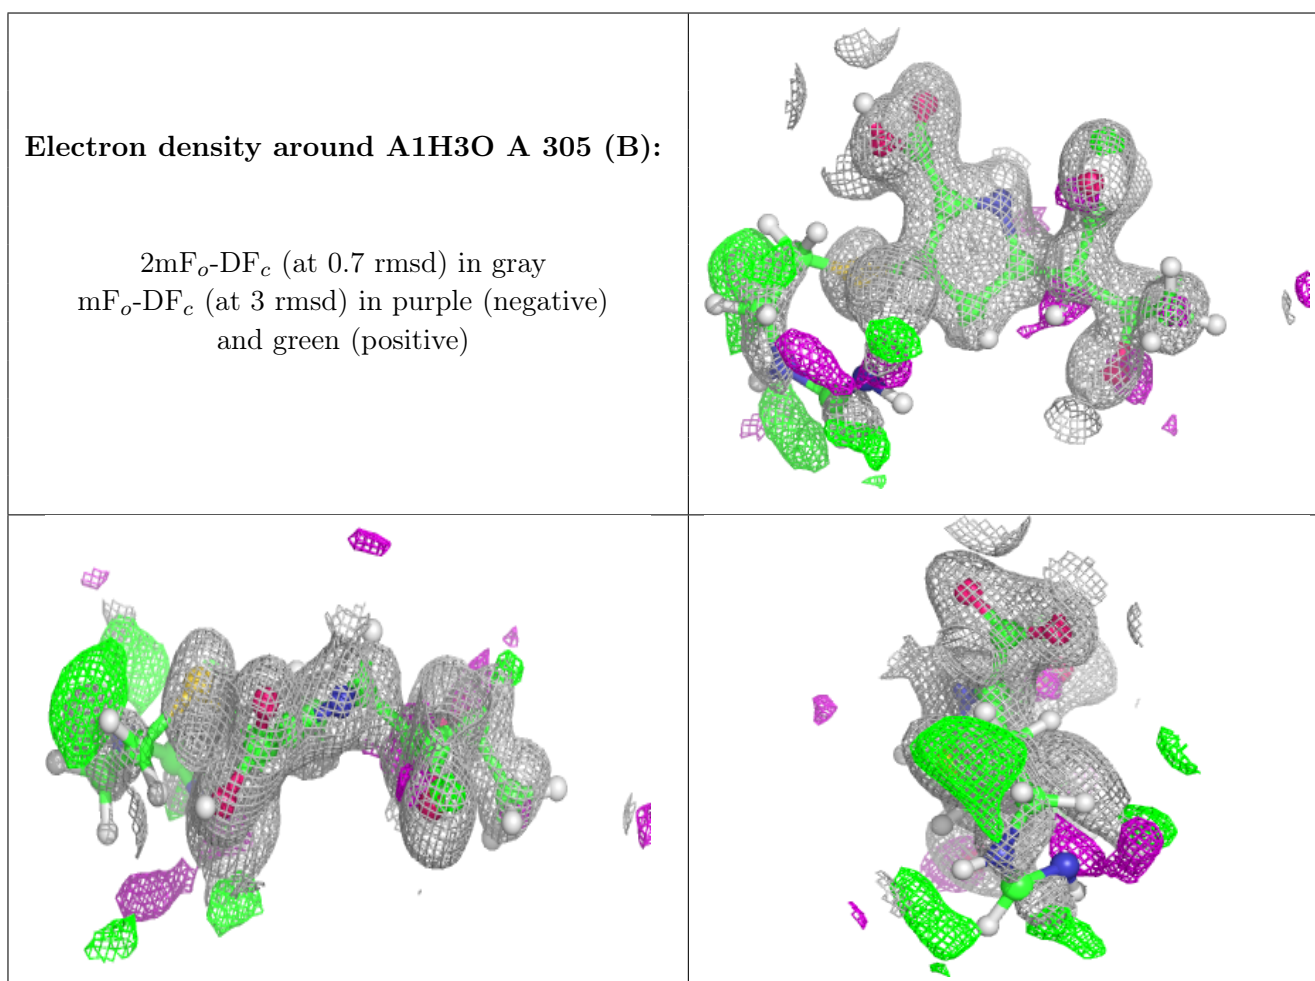 Electron density around A1H3O A 305 (B):
2mFₒ-DF𝒸 (at 0.7 rmsd) in gray
mFₒ-DF𝒸 (at 3 rmsd) in purple (negative)
and green (positive)